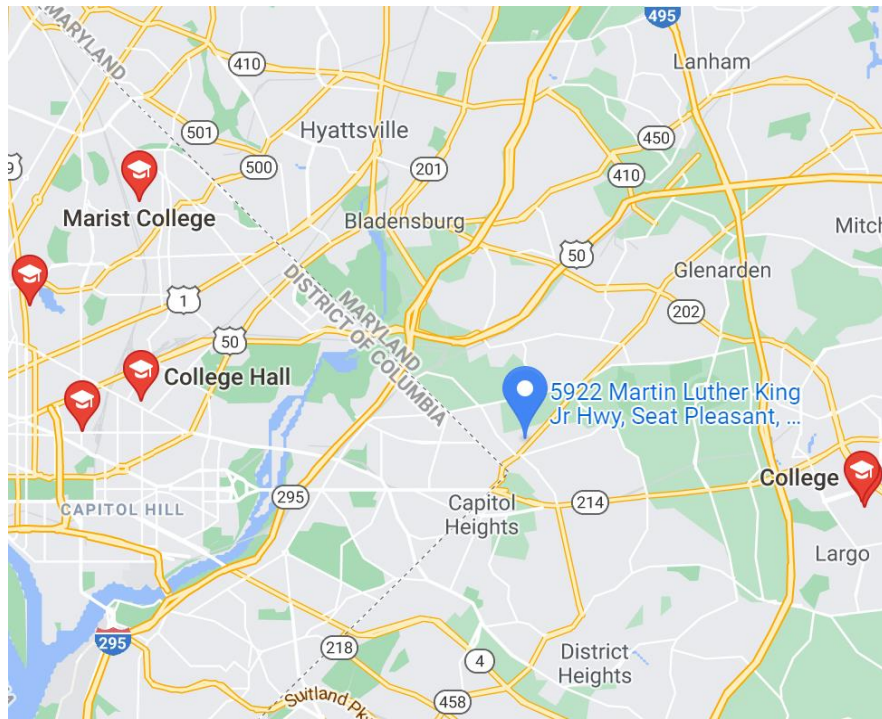 495
MARYLAND
Lanham
410
501
Hyattsville
450
500
201
410
Marist College
Bladensburg
Mitch
50
Glenarden
1
MARYLAND
DISTRICT OF COLUMBIA
202
50
College Hall
5922 Martin Luther King
Jr Hwy, Seat Pleasant, ...
College
295
CAPITOL HILL
Capitol
Heights
214
Largo
295
218
4
District
Heights
458
Suitland Pk